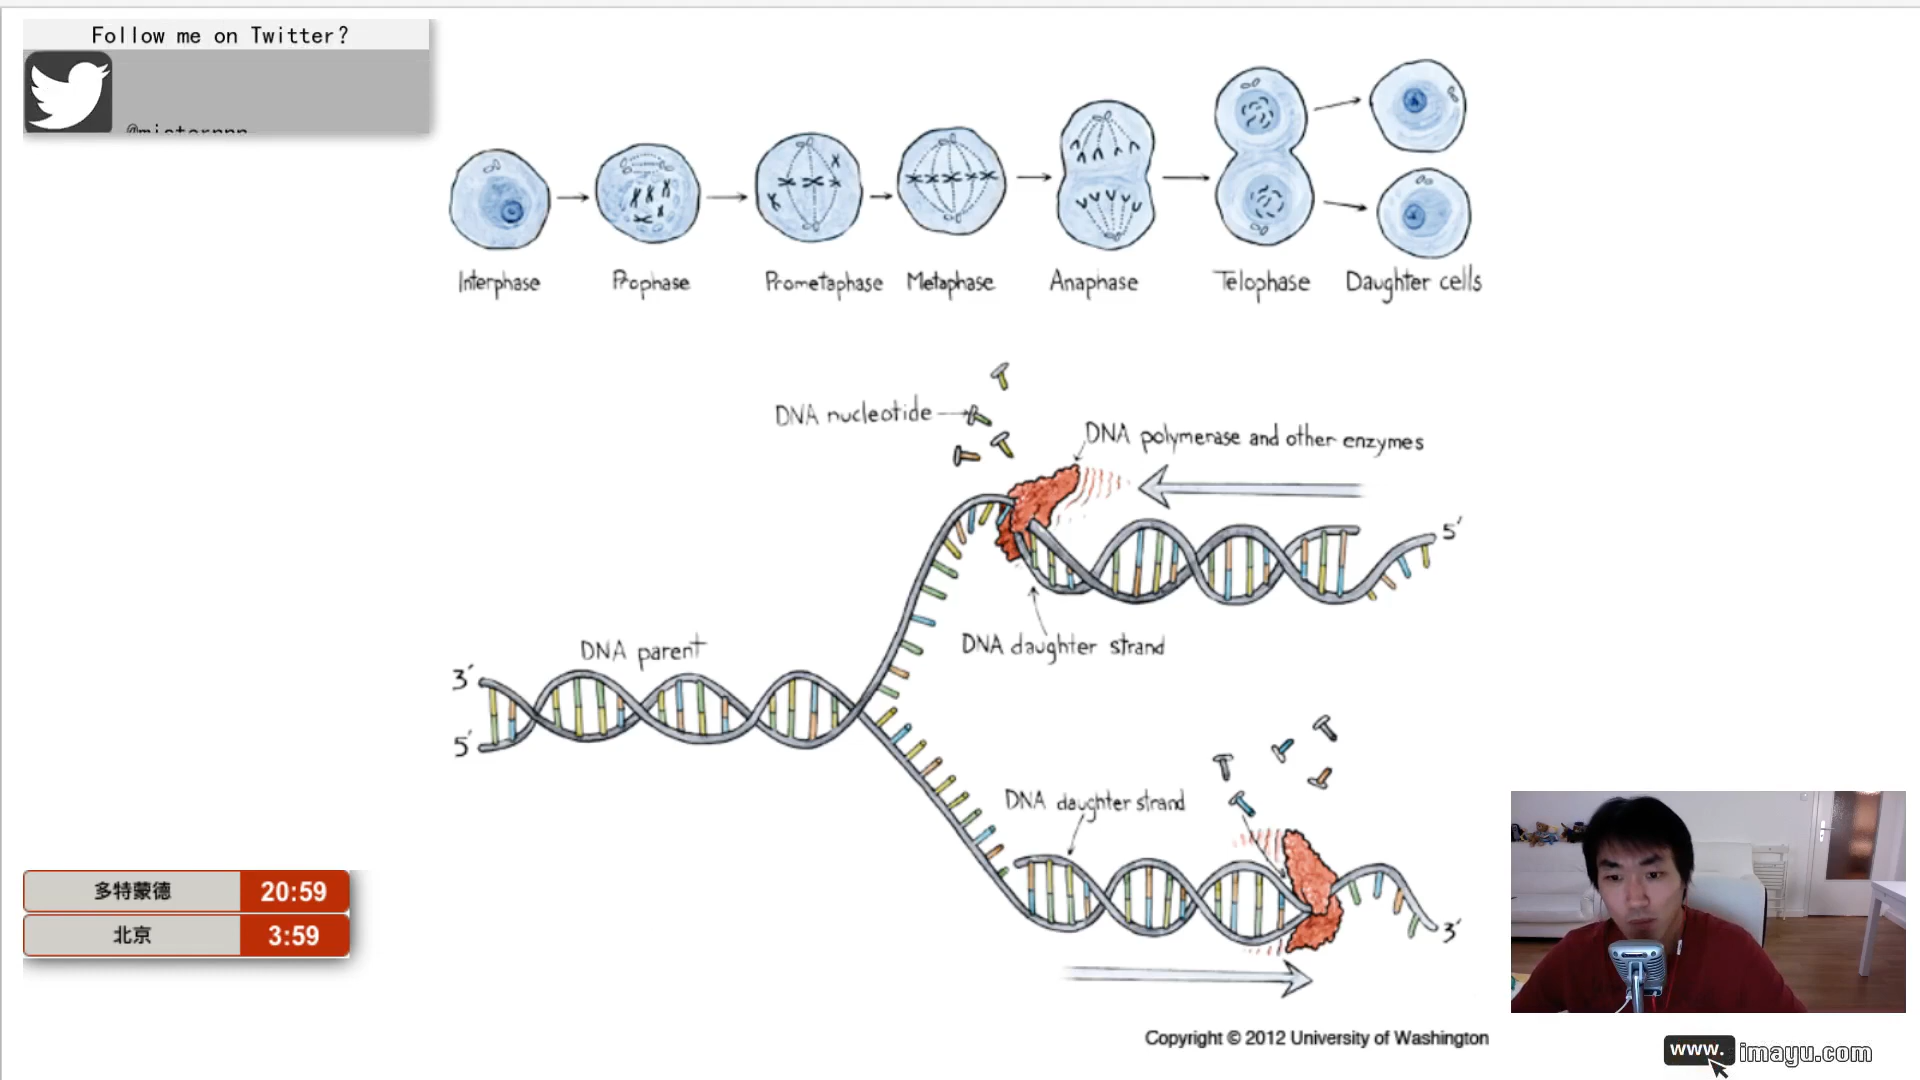 Follow me on Twitter?
Interphase
Prophase
Prometaphase
Metaphase
Anaphase
Telophase
Daughter cells
DNA nucleotide
DNA polymerase and other enzymes
5´
DNA daughter strand
DNA parent
3´
5´
DNA daughter strand
3´
多特蒙德 20:59
北京 3:59
Copyright © 2012 University of Washington
www. imayu.com